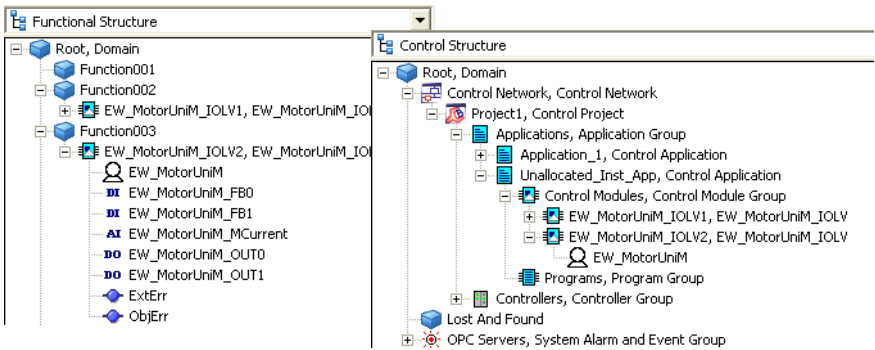 Functional Structure
Root, Domain
Function001
Function002
EW_MotorUniM_IOLV1, EW_MotorUniM_IOl
Function003
EW_MotorUniM_IOLV2, EW_MotorUniM_IOl
EW_MotorUniM
DI EW_MotorUniM_FB0
DI EW_MotorUniM_FB1
AI EW_MotorUniM_MCurrent
DO EW_MotorUniM_OUT0
DO EW_MotorUniM_OUT1
ExtErr
ObjErr
Control Structure
Root, Domain
Control Network, Control Network
Project1, Control Project
Applications, Application Group
Application_1, Control Application
Unallocated_Inst_App, Control Application
Control Modules, Control Module Group
EW_MotorUniM_IOLV1, EW_MotorUniM_IOLV
EW_MotorUniM_IOLV2, EW_MotorUniM_IOLV
EW_MotorUniM
Programs, Program Group
Controllers, Controller Group
Lost And Found
OPC Servers, System Alarm and Event Group